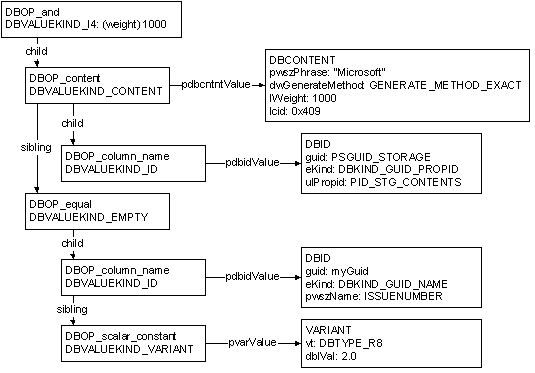 DBOP_and
DBVALUEKIND_I4: (weight) 1000
child
DBOP_content
DBVALUEKIND_CONTENT
pdbcntntValue
DBCONTENT
pwszPhrase: "Microsoft"
dwGenerateMethod: GENERATE_METHOD_EXACT
lWeight: 1000
lcid: 0x409
child
sibling
DBOP_column_name
DBVALUEKIND_ID
pdbidValue
DBID
guid: PSGUID_STORAGE
eKind: DBKIND_GUID_PROPID
ulPropid: PID_STG_CONTENTS
DBOP_equal
DBVALUEKIND_EMPTY
child
DBOP_column_name
DBVALUEKIND_ID
pdbidValue
DBID
guid: myGuid
eKind: DBKIND_GUID_NAME
pwszName: ISSUENUMBER
sibling
DBOP_scalar_constant
DBVALUEKIND_VARIANT
pvarValue
VARIANT
vt: DBTYPE_R8
dblVal: 2.0